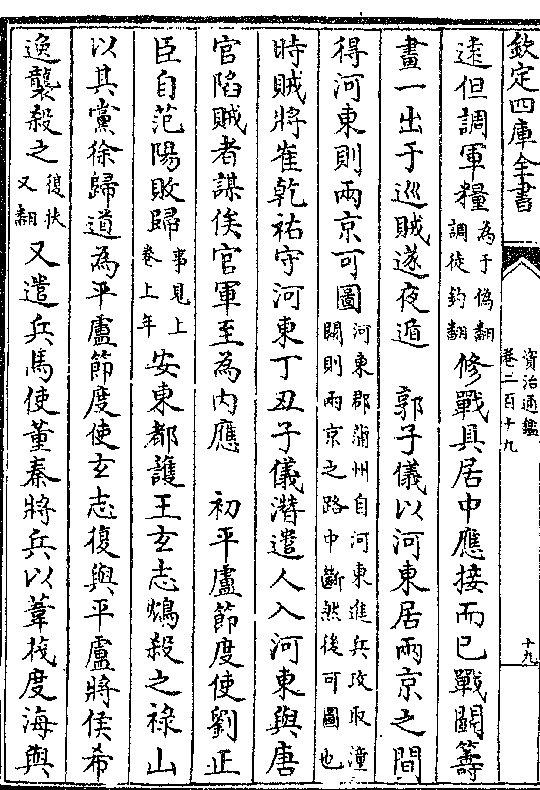 欽定四庫全書
資治通鑑
卷二百十九
十九
遠但調軍糧為于偽翻調徒釣翻修戰具居中應接而已戰鬬籌
畫一出于巡賊遂夜遁　郭子儀以河東居兩京之間
得河東則兩京可圖河東郡蒲州自河東進兵攻取潼關則兩京之路中斷然後可圖也
時賊將崔乾祐守河東丁丑子儀潛遣人入河東與唐
官陷賊者謀俟官軍至為内應　初平盧節度使劉正
臣自范陽敗歸事見上卷上年安東都護王玄志鴆殺之祿山
以其黨徐歸道為平盧節度使玄志復與平盧將侯希
逸襲殺之復扶又翻又遣兵馬使董秦將兵以葦栰度海與